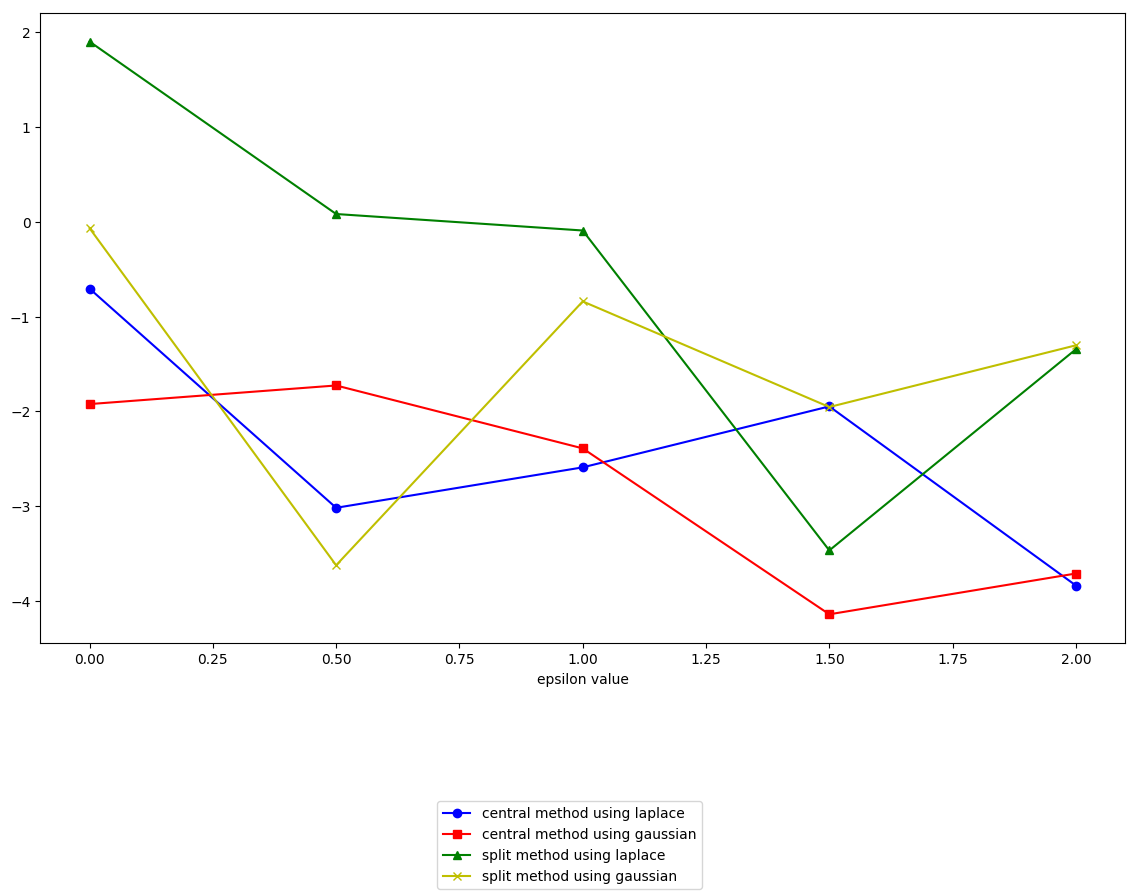 2
1
0
−1
−2
−3
−4
0.00 0.25 0.50 0.75 1.00 1.25 1.50 1.75 2.00
epsilon value
central method using laplace
central method using gaussian
split method using laplace
split method using gaussian